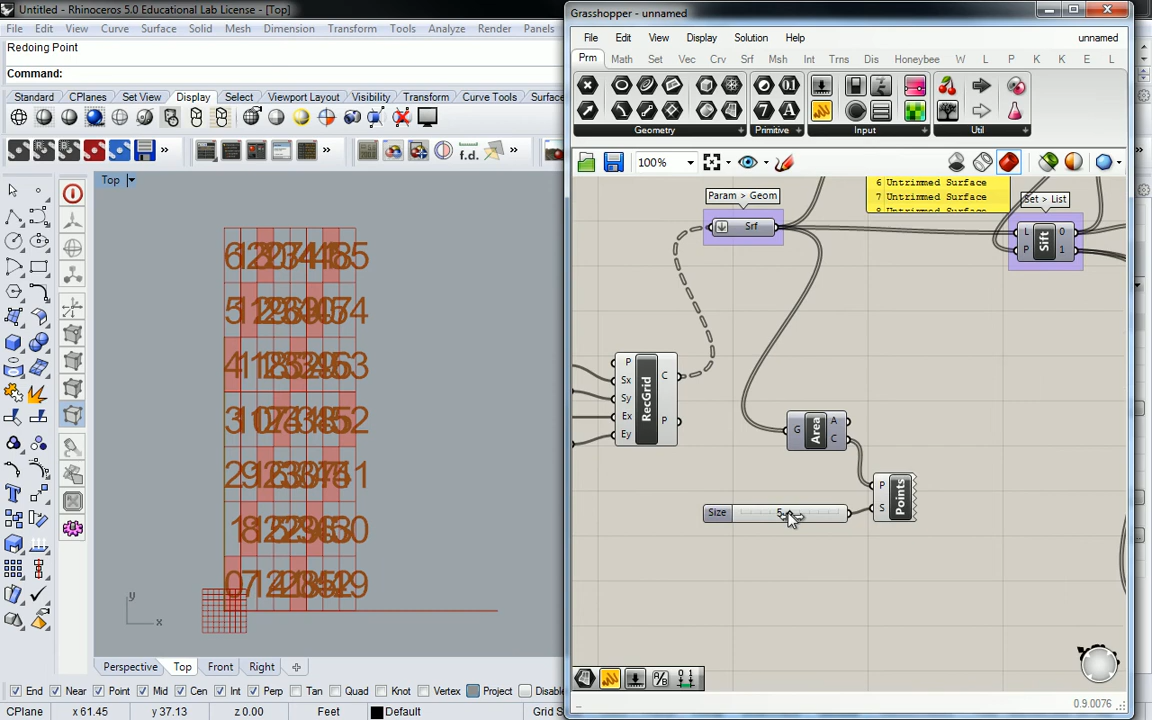 Untitled - Rhinoceros 5.0 Educational Lab License - [Top]
File Edit View Curve Surface Solid Mesh Dimension Transform Tools Analyze Render Panels
Redoing Point
Command:
Standard CPlanes Set View Display Select Viewport Layout Visibility Transform Curve Tools Surface
f.d.
Top
y
x
Perspective Top Front Right
End Near Point Mid Cen Int Perp Tan Quad Knot Vertex Project Disable
CPlane x 61.45 y 37.13 z 0.00 Feet Default Grid S
Grasshopper - unnamed
File Edit View Display Solution Help unnamed
Prm Math Set Vec Crv Srf Msh Int Trns Dis Honeybee W L P K K E L
Geometry Primitive Input Util
100%
6 Untrimmed Surface
7 Untrimmed Surface
Param > Geom
Set > List
Srf
L P Sift 0 1
P Sx Sy Ex Ey RecGrid C P
G Area A C
P S Points
Size
0.9.0076